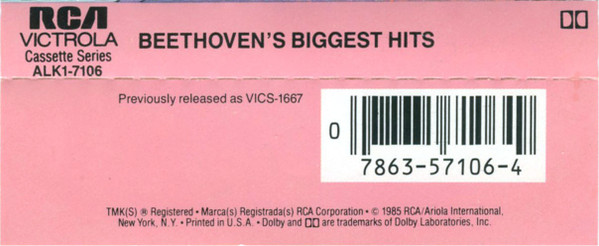 RCA
VICTROLA
Cassette Series
ALK1-7106
BEETHOVEN'S BIGGEST HITS
Previously released as VICS-1667
0 7863-57106-4
TMK(S) ® Registered • Marca(s) Registrada(s) RCA Corporation • © 1985 RCA/Ariola International,
New York, N.Y. • Printed in U.S.A. • Dolby and are trademarks of Dolby Laboratories, Inc.